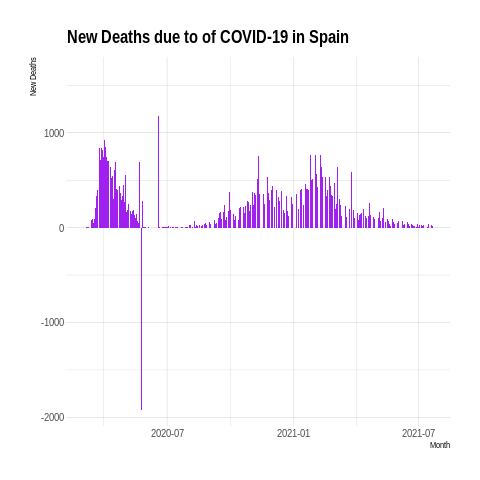 New Deaths due to of COVID-19 in Spain
New Deaths
1000
0
-1000
-2000
2020-07
2021-01
2021-07
Month